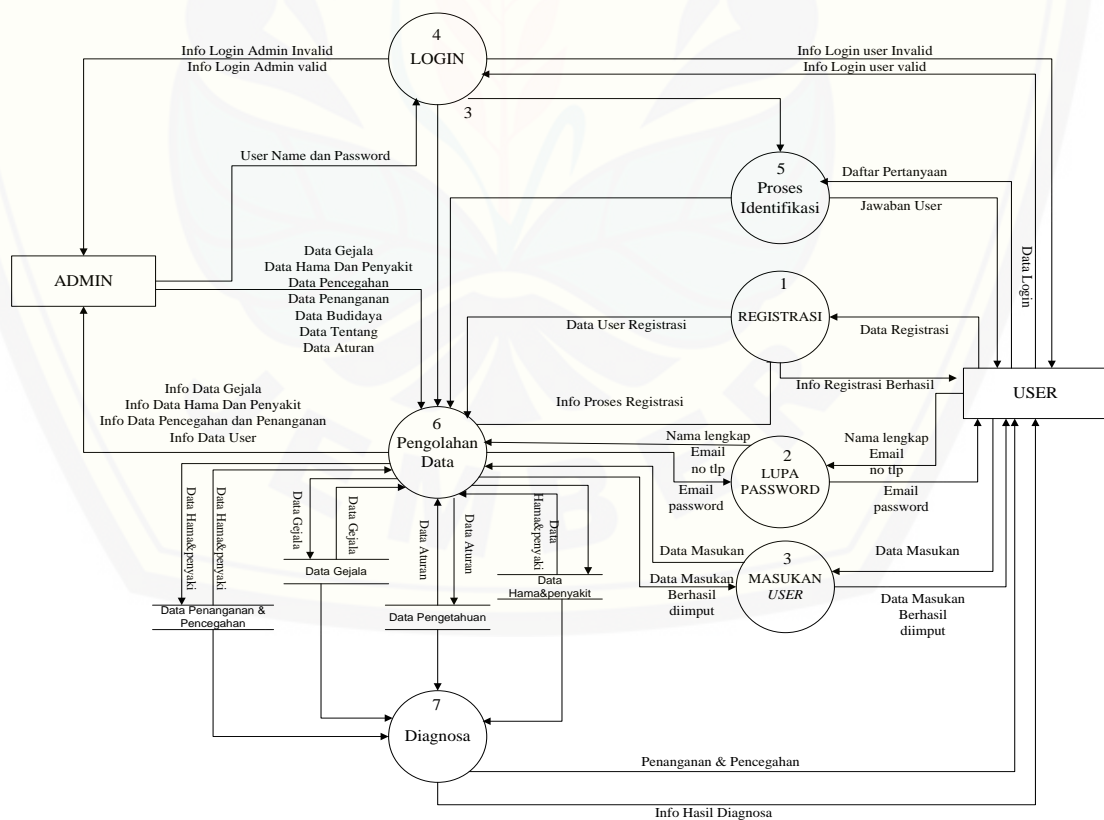 4
LOGIN
Info Login Admin Invalid
Info Login Admin valid
Info Login user Invalid
Info Login user valid
3
User Name dan Password
5
Proses
Identifikasi
Daftar Pertanyaan
Jawaban User
Data Login
ADMIN
Data Gejala
Data Hama Dan Penyakit
Data Pencegahan
Data Penanganan
Data Budidaya
Data Tentang
Data Aturan
1
REGISTRASI
Data User Registrasi
Data Registrasi
Info Registrasi Berhasil
USER
Info Proses Registrasi
Info Data Gejala
Info Data Hama Dan Penyakit
Info Data Pencegahan dan Penanganan
Info Data User
6
Pengolahan
Data
Nama lengkap
Email
no tlp
Email
password
2
LUPA
PASSWORD
Nama lengkap
Email
no tlp
Email
password
Data Hama&penyaki
Data Hama&penyaki
Data Gejala
Data Gejala
Data Aturan
Data Aturan
Data
Hama&penyaki
Data Masukan
Data Masukan
Berhasil
diimput
3
MASUKAN
USER
Data Masukan
Data Masukan
Berhasil
diimput
Data Penanganan &
Pencegahan
Data Gejala
Data Pengetahuan
Data
Hama&penyakit
7
Diagnosa
Penanganan & Pencegahan
Info Hasil Diagnosa
JEMBER